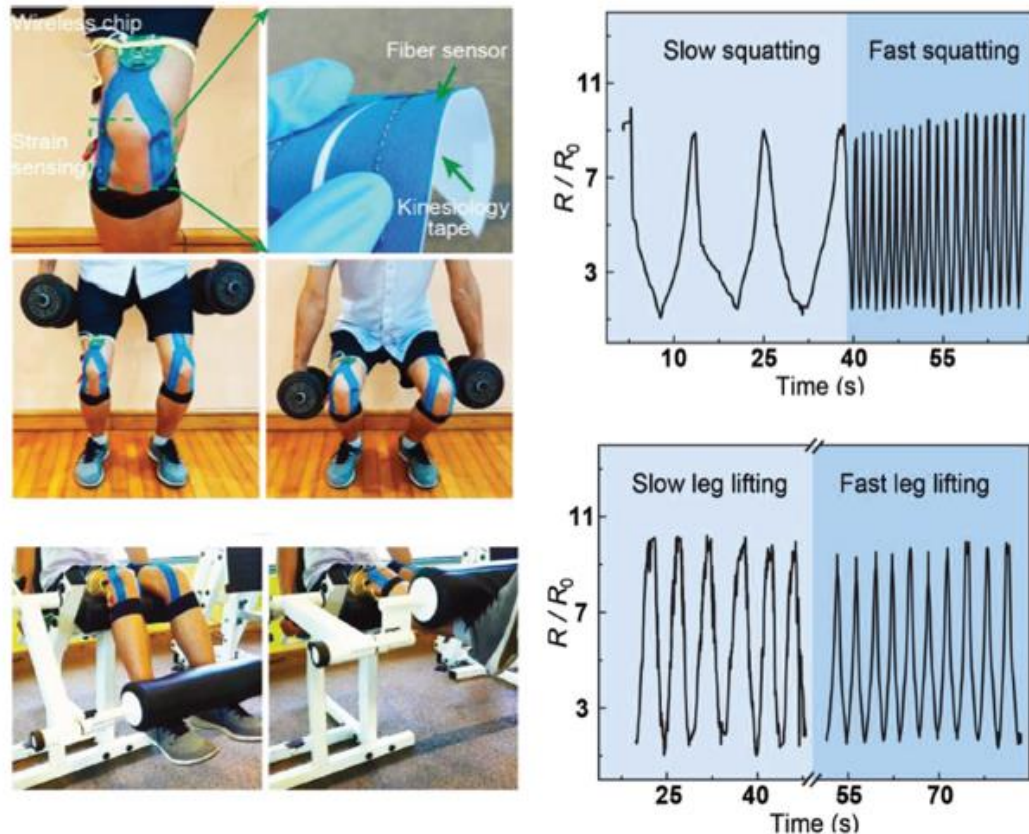 Wireless chip
Strain
sensing
Fiber sensor
Kinesiology
tape
Slow squatting
Fast squatting
11
7
3
R / R0
10
25
40
55
Time (s)
Slow leg lifting
Fast leg lifting
11
7
3
R / R0
25
40
55
70
Time (s)